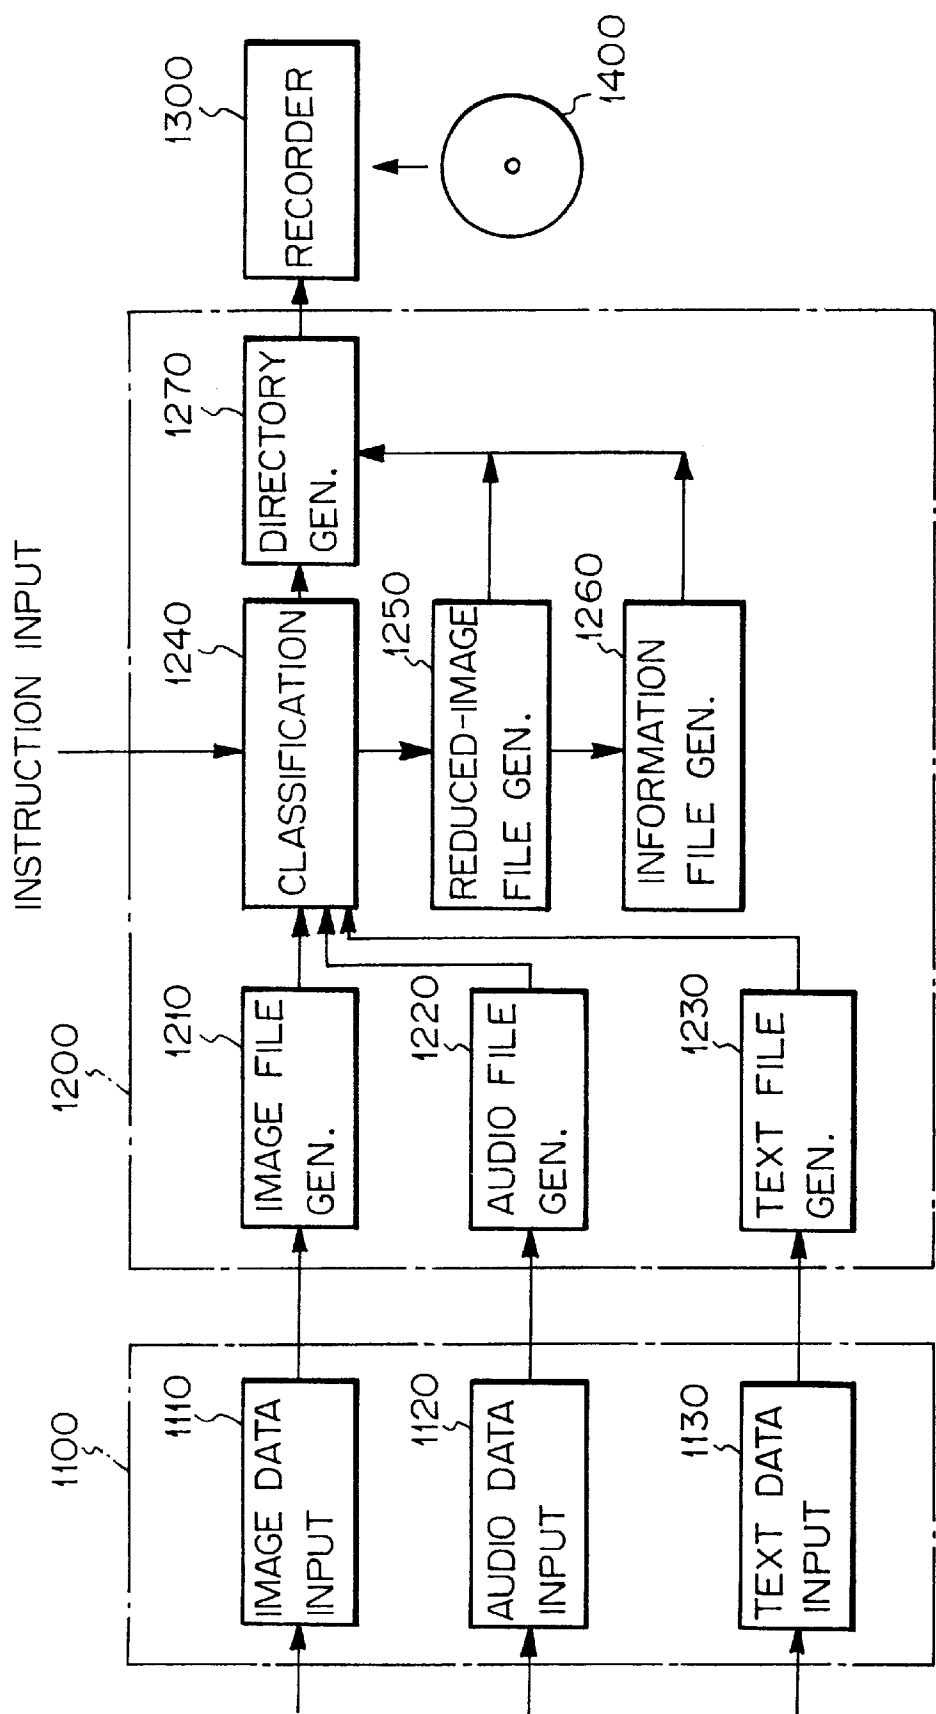 INSTRUCTION INPUT
1100
1110
IMAGE DATA
INPUT
1120
AUDIO DATA
INPUT
1130
TEXT DATA
INPUT
1200
1210
IMAGE FILE
GEN.
1220
AUDIO FILE
GEN.
1230
TEXT FILE
GEN.
1240
CLASSIFICATION
1250
REDUCED-IMAGE
FILE GEN.
1260
INFORMATION
FILE GEN.
1270
DIRECTORY
GEN.
1300
RECORDER
1400